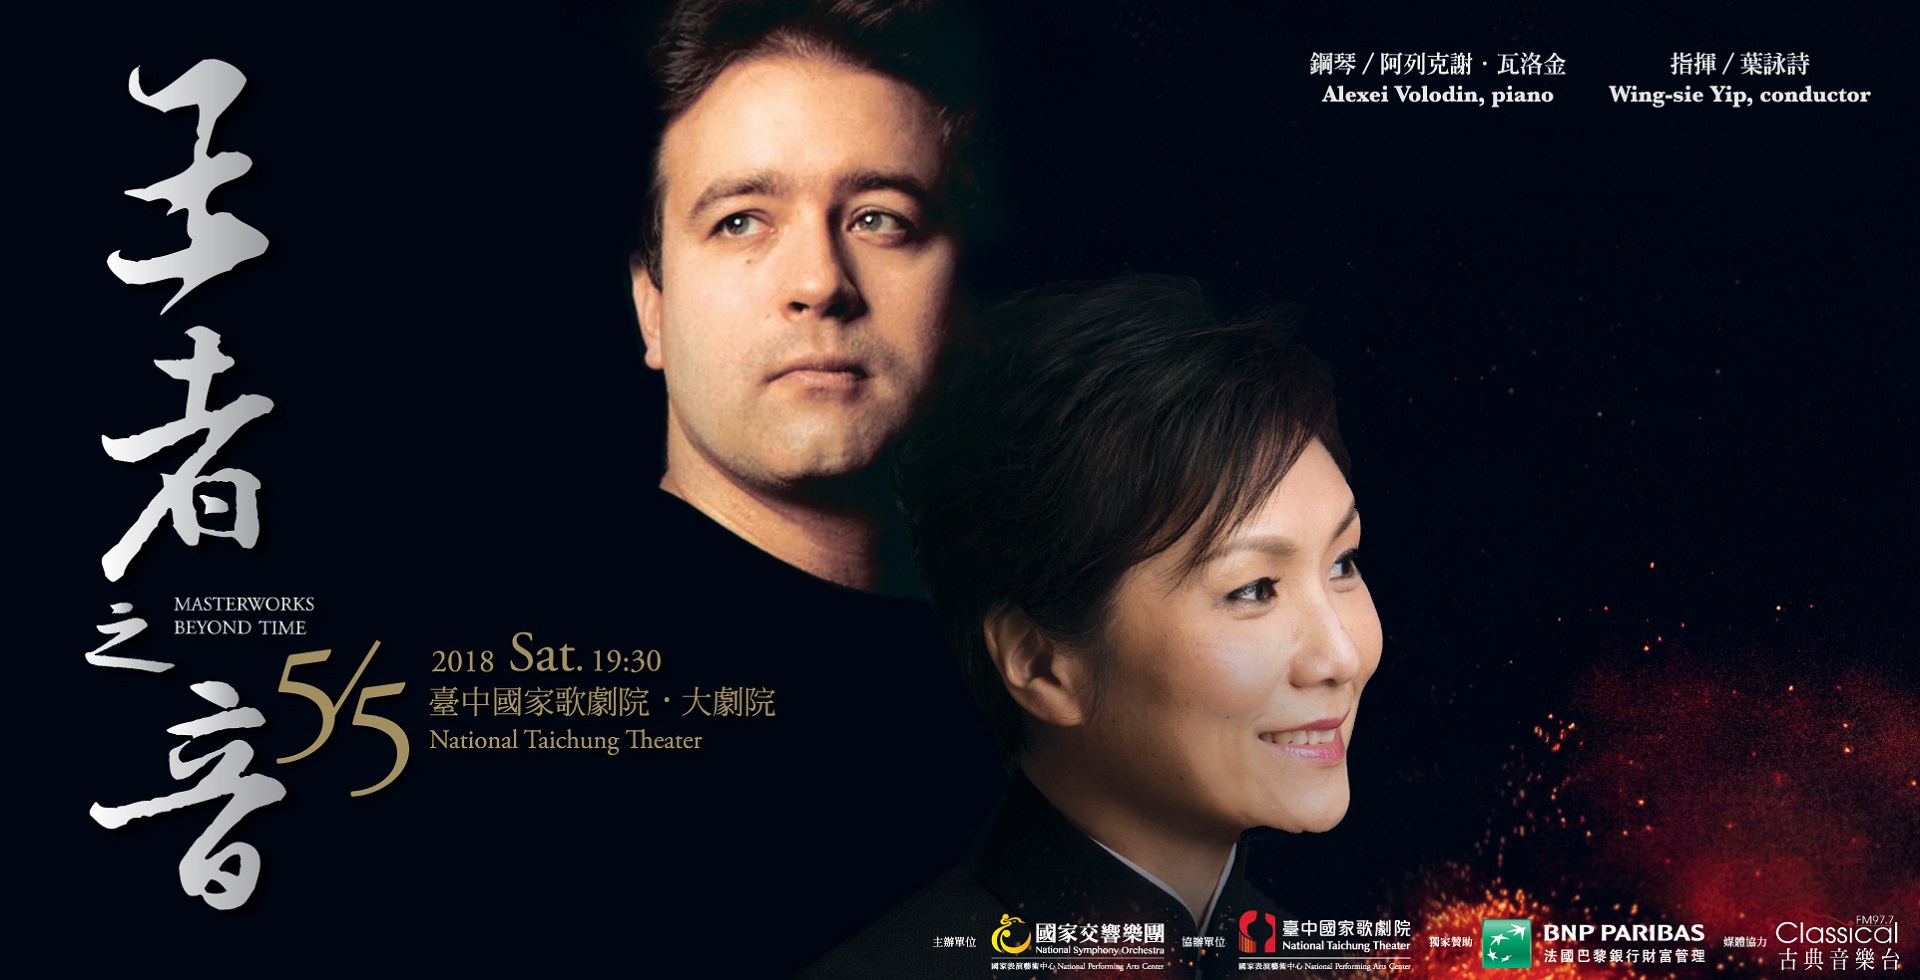 王者之音
MASTERWORKS
BEYOND TIME
5/5
2018 Sat. 19:30
臺中國家歌劇院・大劇院
National Taichung Theater
鋼琴/阿列克謝・瓦洛金
Alexei Volodin, piano
指揮/葉詠詩
Wing-sie Yip, conductor
主辦單位
國家交響樂團
National Symphony Orchestra
國家表演藝術中心 National Performing Arts Center
協辦單位
臺中國家歌劇院
National Taichung Theater
國家表演藝術中心 National Performing Arts Center
獨家贊助
BNP PARIBAS
法國巴黎銀行財富管理
媒體協力
FM97.7
Classical
古典音樂台